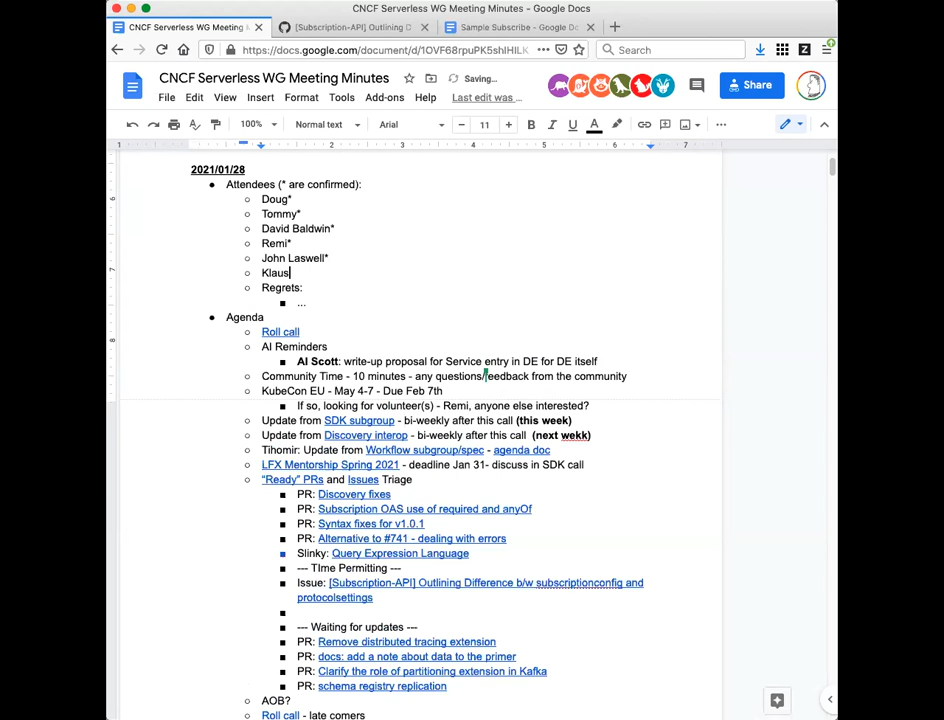 CNCF Serverless WG Meeting Minutes - Google Docs
CNCF Serverless WG Meeting M
[Subscription-API] Outlining D
Sample Subscribe - Google Doc
https://docs.google.com/document/d/1OVF68rpuPK5shlHILK
Search
CNCF Serverless WG Meeting Minutes
Saving...
Share
File Edit View Insert Format Tools Add-ons Help Last edit was ...
100% Normal text Arial 11 B I U A
1 1 2 3 4 5 6 7
2021/01/28
Attendees (* are confirmed):
Doug*
Tommy*
David Baldwin*
Remi*
John Laswell*
Klaus
Regrets:
...
Agenda
Roll call
AI Reminders
AI Scott: write-up proposal for Service entry in DE for DE itself
Community Time - 10 minutes - any questions/feedback from the community
KubeCon EU - May 4-7 - Due Feb 7th
If so, looking for volunteer(s) - Remi, anyone else interested?
Update from SDK subgroup - bi-weekly after this call (this week)
Update from Discovery interop - bi-weekly after this call (next wekk)
Tihomir: Update from Workflow subgroup/spec - agenda doc
LFX Mentorship Spring 2021 - deadline Jan 31- discuss in SDK call
“Ready” PRs and Issues Triage
PR: Discovery fixes
PR: Subscription OAS use of required and anyOf
PR: Syntax fixes for v1.0.1
PR: Alternative to #741 - dealing with errors
Slinky: Query Expression Language
--- TIme Permitting ---
Issue: [Subscription-API] Outlining Difference b/w subscriptionconfig and
protocolsettings
--- Waiting for updates ---
PR: Remove distributed tracing extension
PR: docs: add a note about data to the primer
PR: Clarify the role of partitioning extension in Kafka
PR: schema registry replication
AOB?
Roll call - late comers